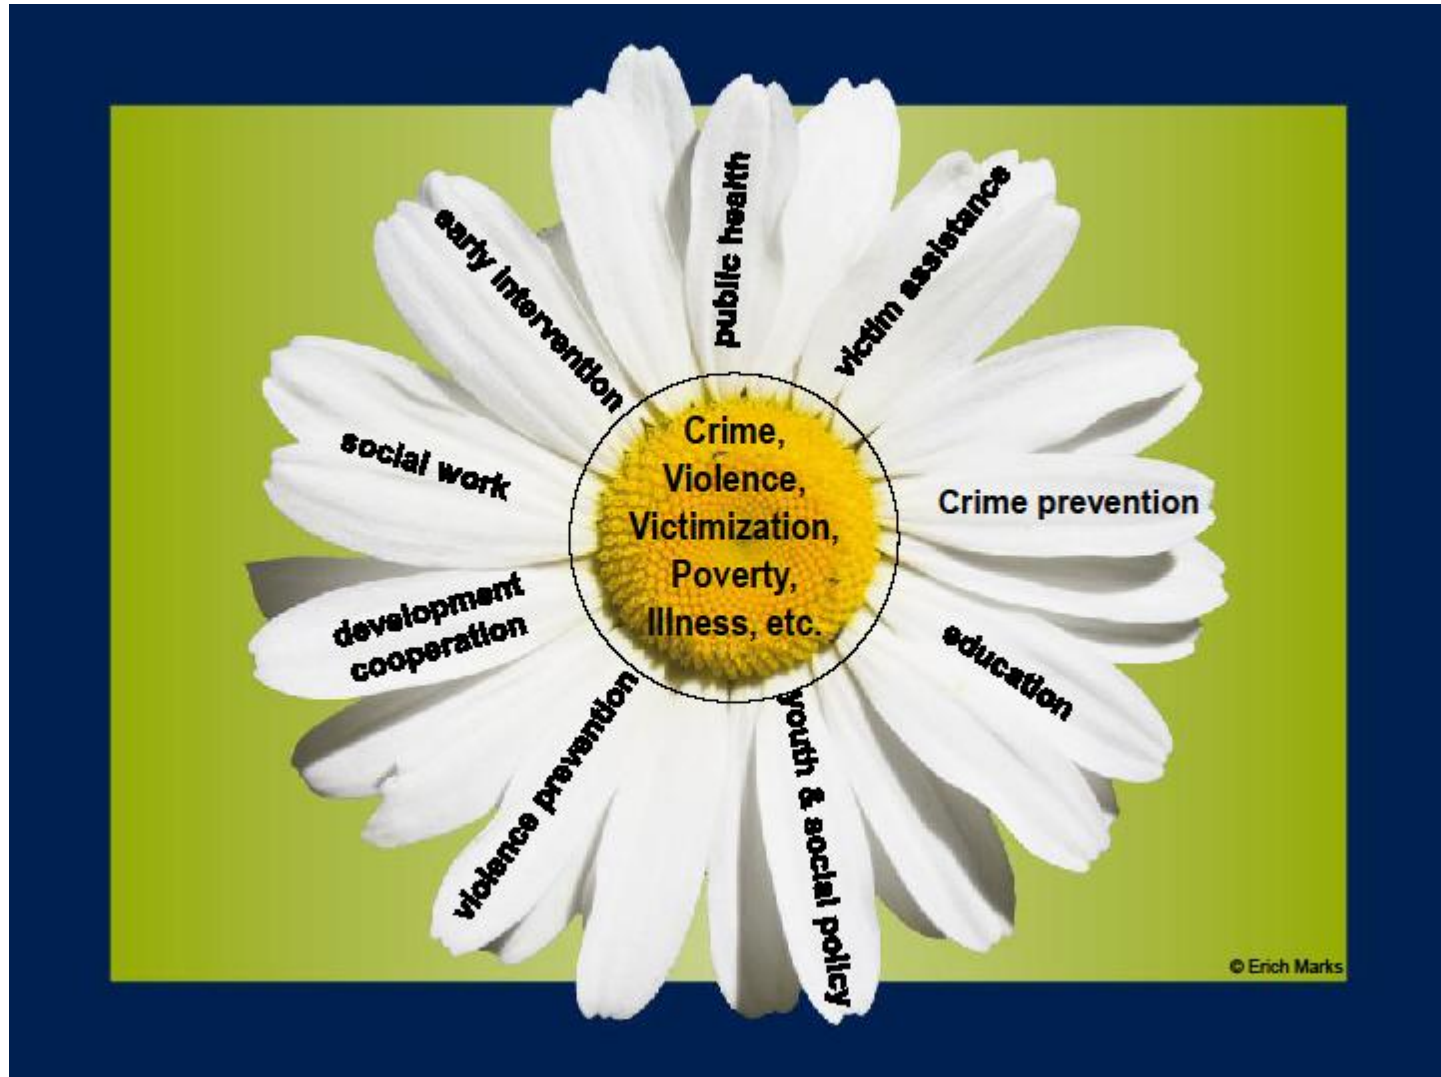 public health
victim assistance
early intervention
Crime,
Violence,
Victimization,
Poverty,
Illness, etc.
social work
Crime prevention
development
cooperation
education
violence prevention
youth & social policy
© Erich Marks